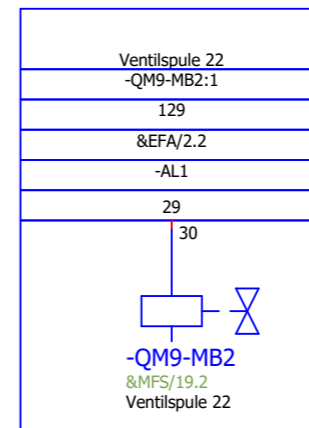 Ventilspule 22
-QM9-MB2:1
129
&EFA/2.2
-AL1
29
30
-QM9-MB2
&MFS/19.2
Ventilspule 22